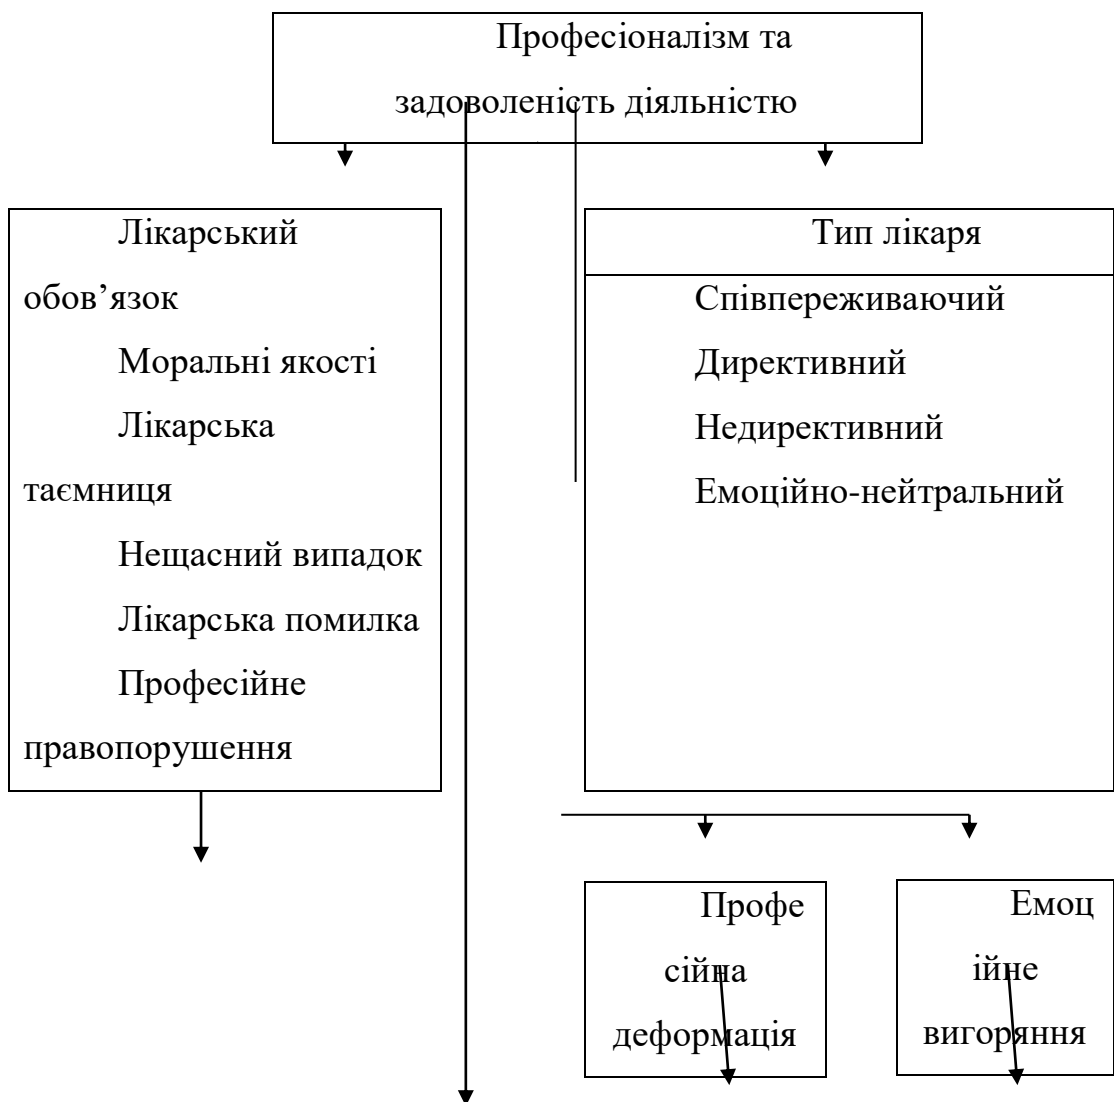 Професіоналізм та
задоволеність діяльністю
Лікарський
обов’язок
Моральні якості
Лікарська
таємниця
Нещасний випадок
Лікарська помилка
Професійне
правопорушення
Тип лікаря
Співпереживаючий
Директивний
Недирективний
Емоційно-нейтральний
Профе
сійна
деформація
Емоц
ійне
вигоряння